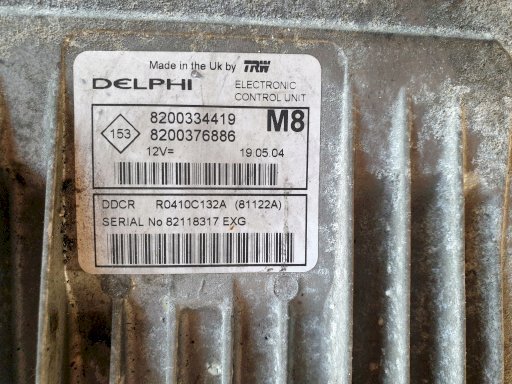 Made in the Uk by TRW
DELPHI ELECTRONIC
CONTROL UNIT
153 8200334419 M8
8200376886
12V= 19.05.04
DDCR R0410C132A (81122A)
SERIAL No 82118317 EXG